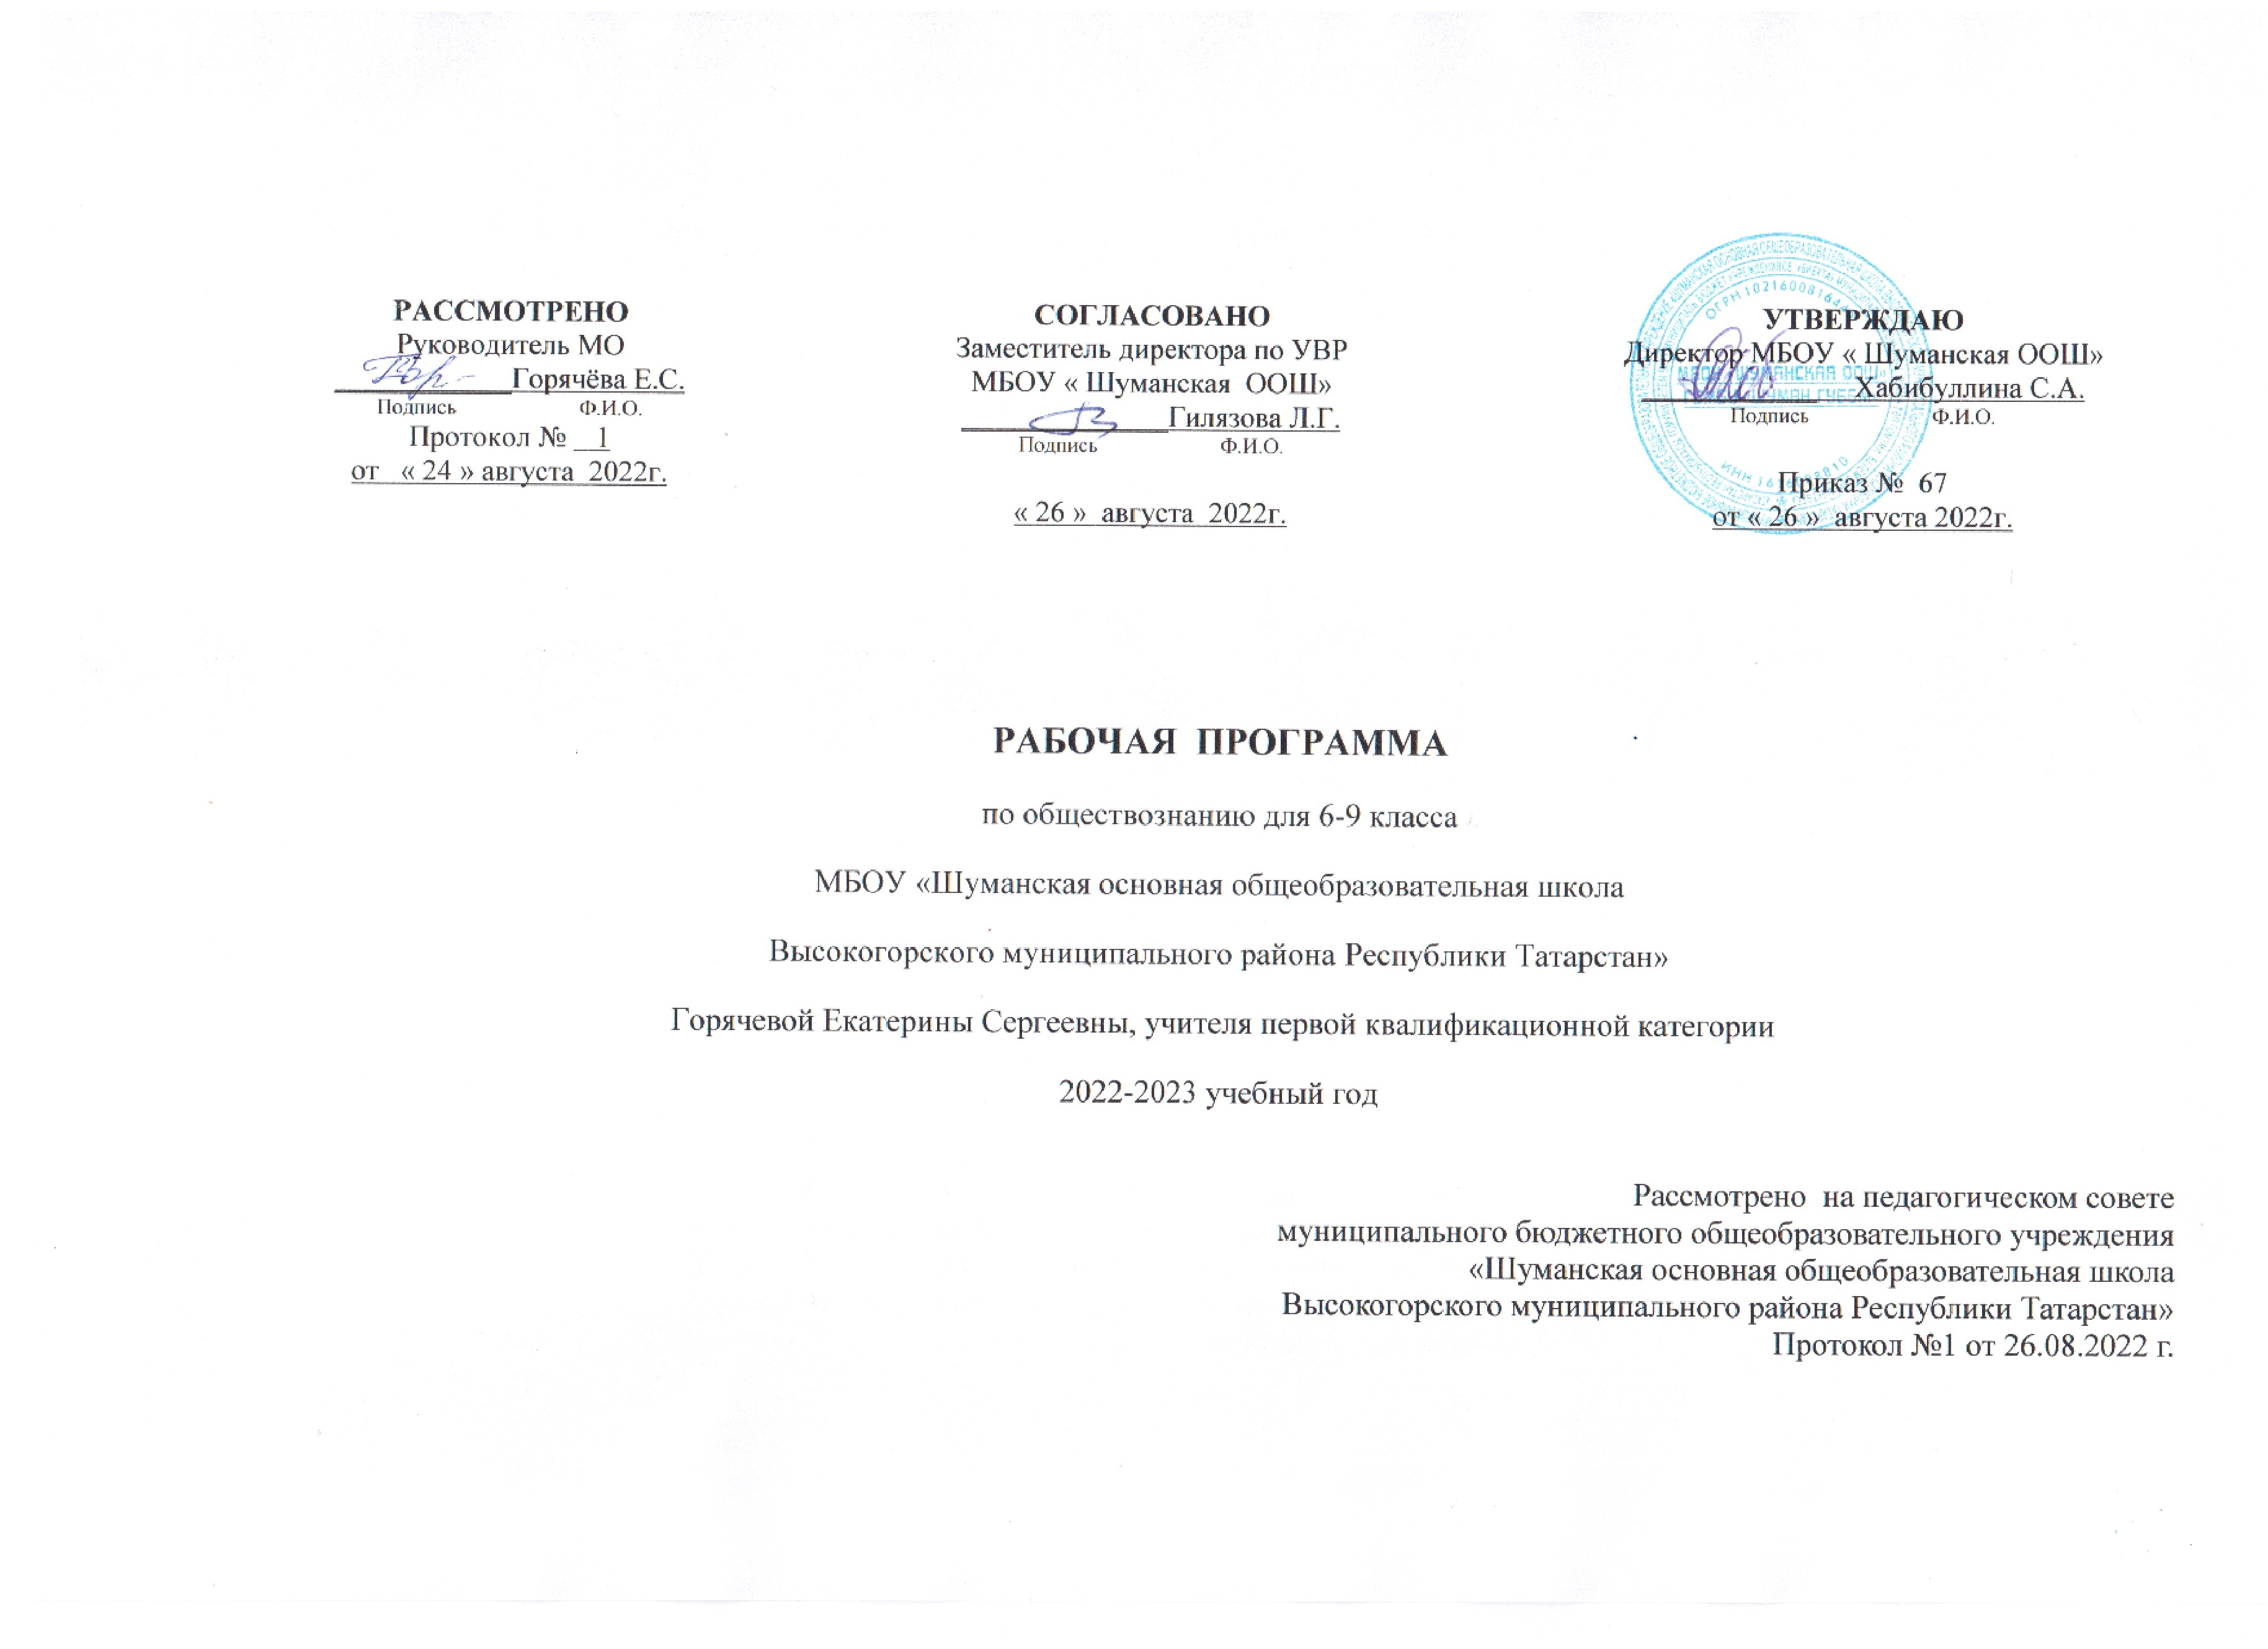 РАССМОТРЕНО
Руководитель МО
Горячёва Е.С.
Подпись Ф.И.О.
Протокол № 1
от « 24 » августа 2022г.
СОГЛАСОВАНО
Заместитель директора по УВР
МБОУ « Шуманская ООШ»
Гилязова Л.Г.
Подпись Ф.И.О.
« 26 » августа 2022г.
УТВЕРЖДАЮ
Директор МБОУ « Шуманская ООШ»
Хабибуллина С.А.
Подпись Ф.И.О.
Приказ № 67
от « 26 » августа 2022г.
РАБОЧАЯ ПРОГРАММА
по обществознанию для 6-9 класса
МБОУ «Шуманская основная общеобразовательная школа
Высокогорского муниципального района Республики Татарстан»
Горячевой Екатерины Сергеевны, учителя первой квалификационной категории
2022-2023 учебный год
Рассмотрено на педагогическом совете
муниципального бюджетного общеобразовательного учреждения
«Шуманская основная общеобразовательная школа
Высокогорского муниципального района Республики Татарстан»
Протокол №1 от 26.08.2022 г.